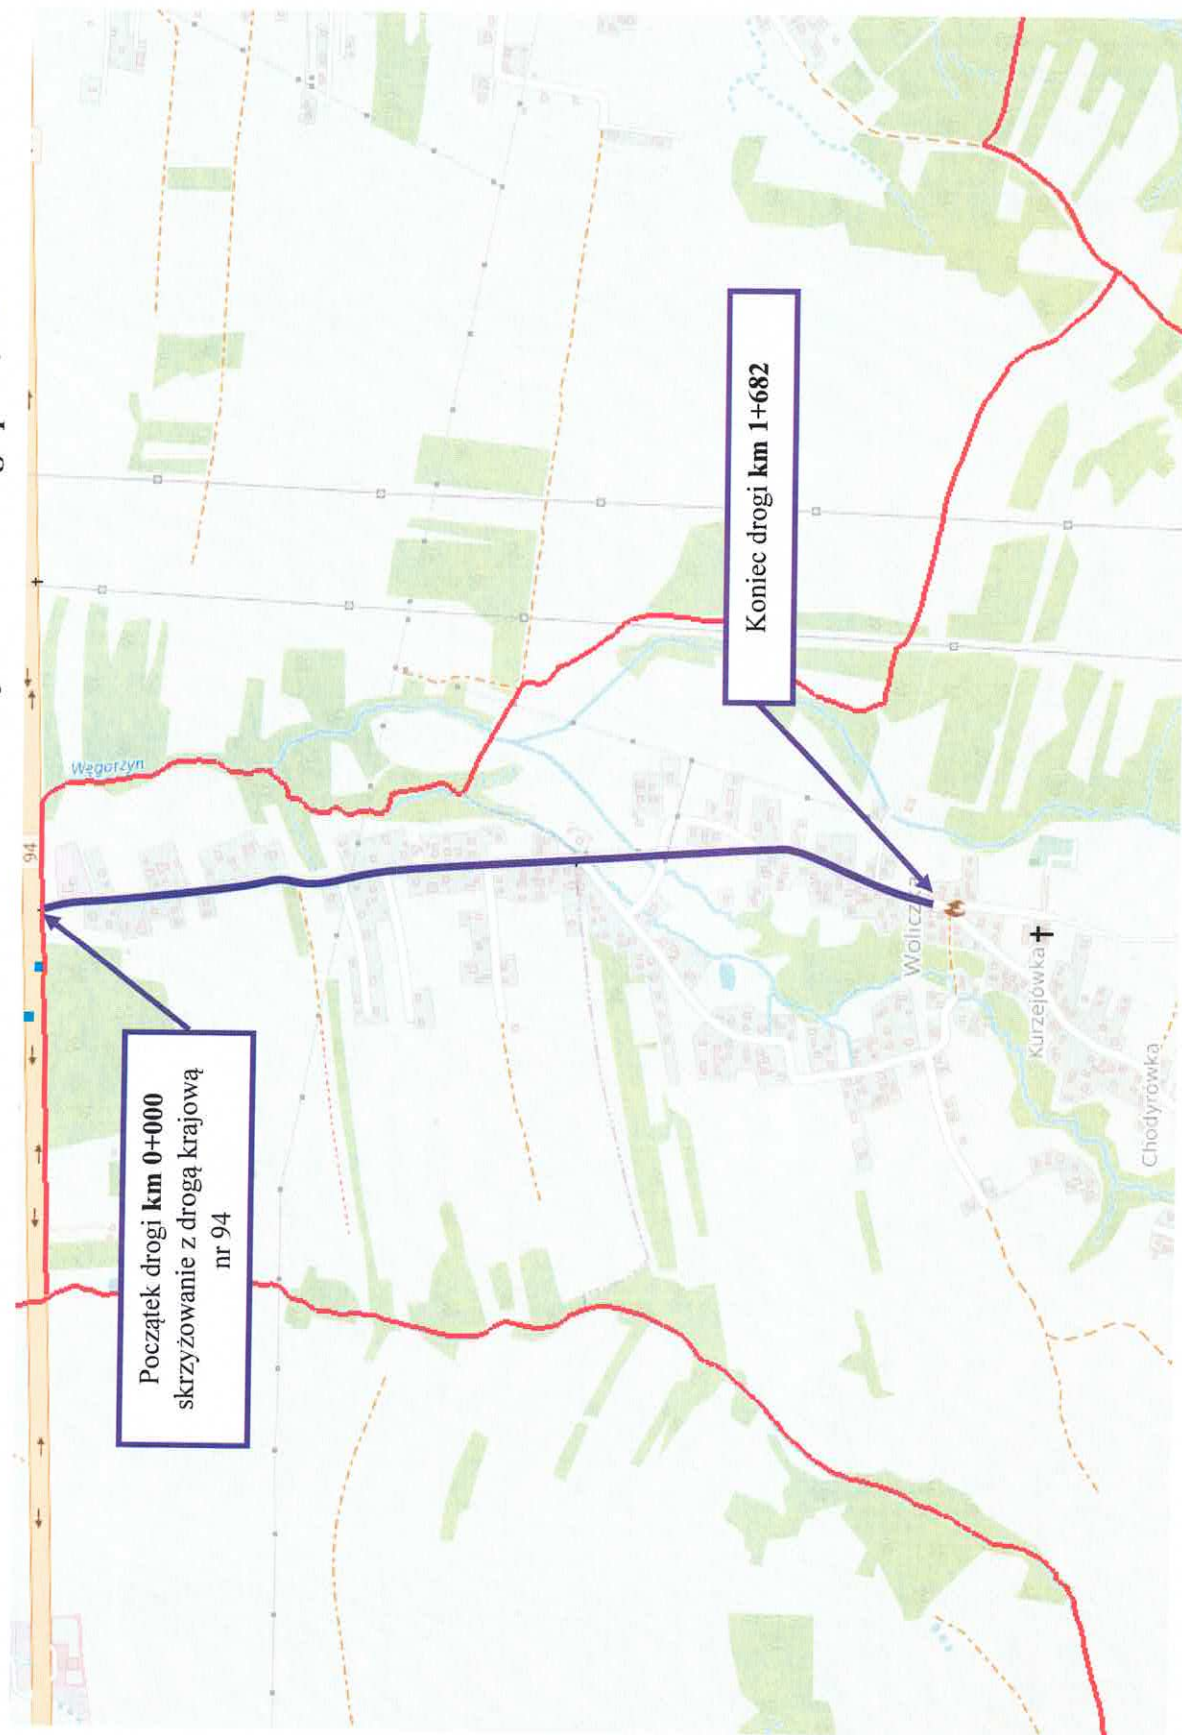 94
Węgorzyn
Początek drogi km 0+000
skrzyżowanie z drogą krajową
nr 94
Koniec drogi km 1+682
Kurzejówka
Chodyrówka